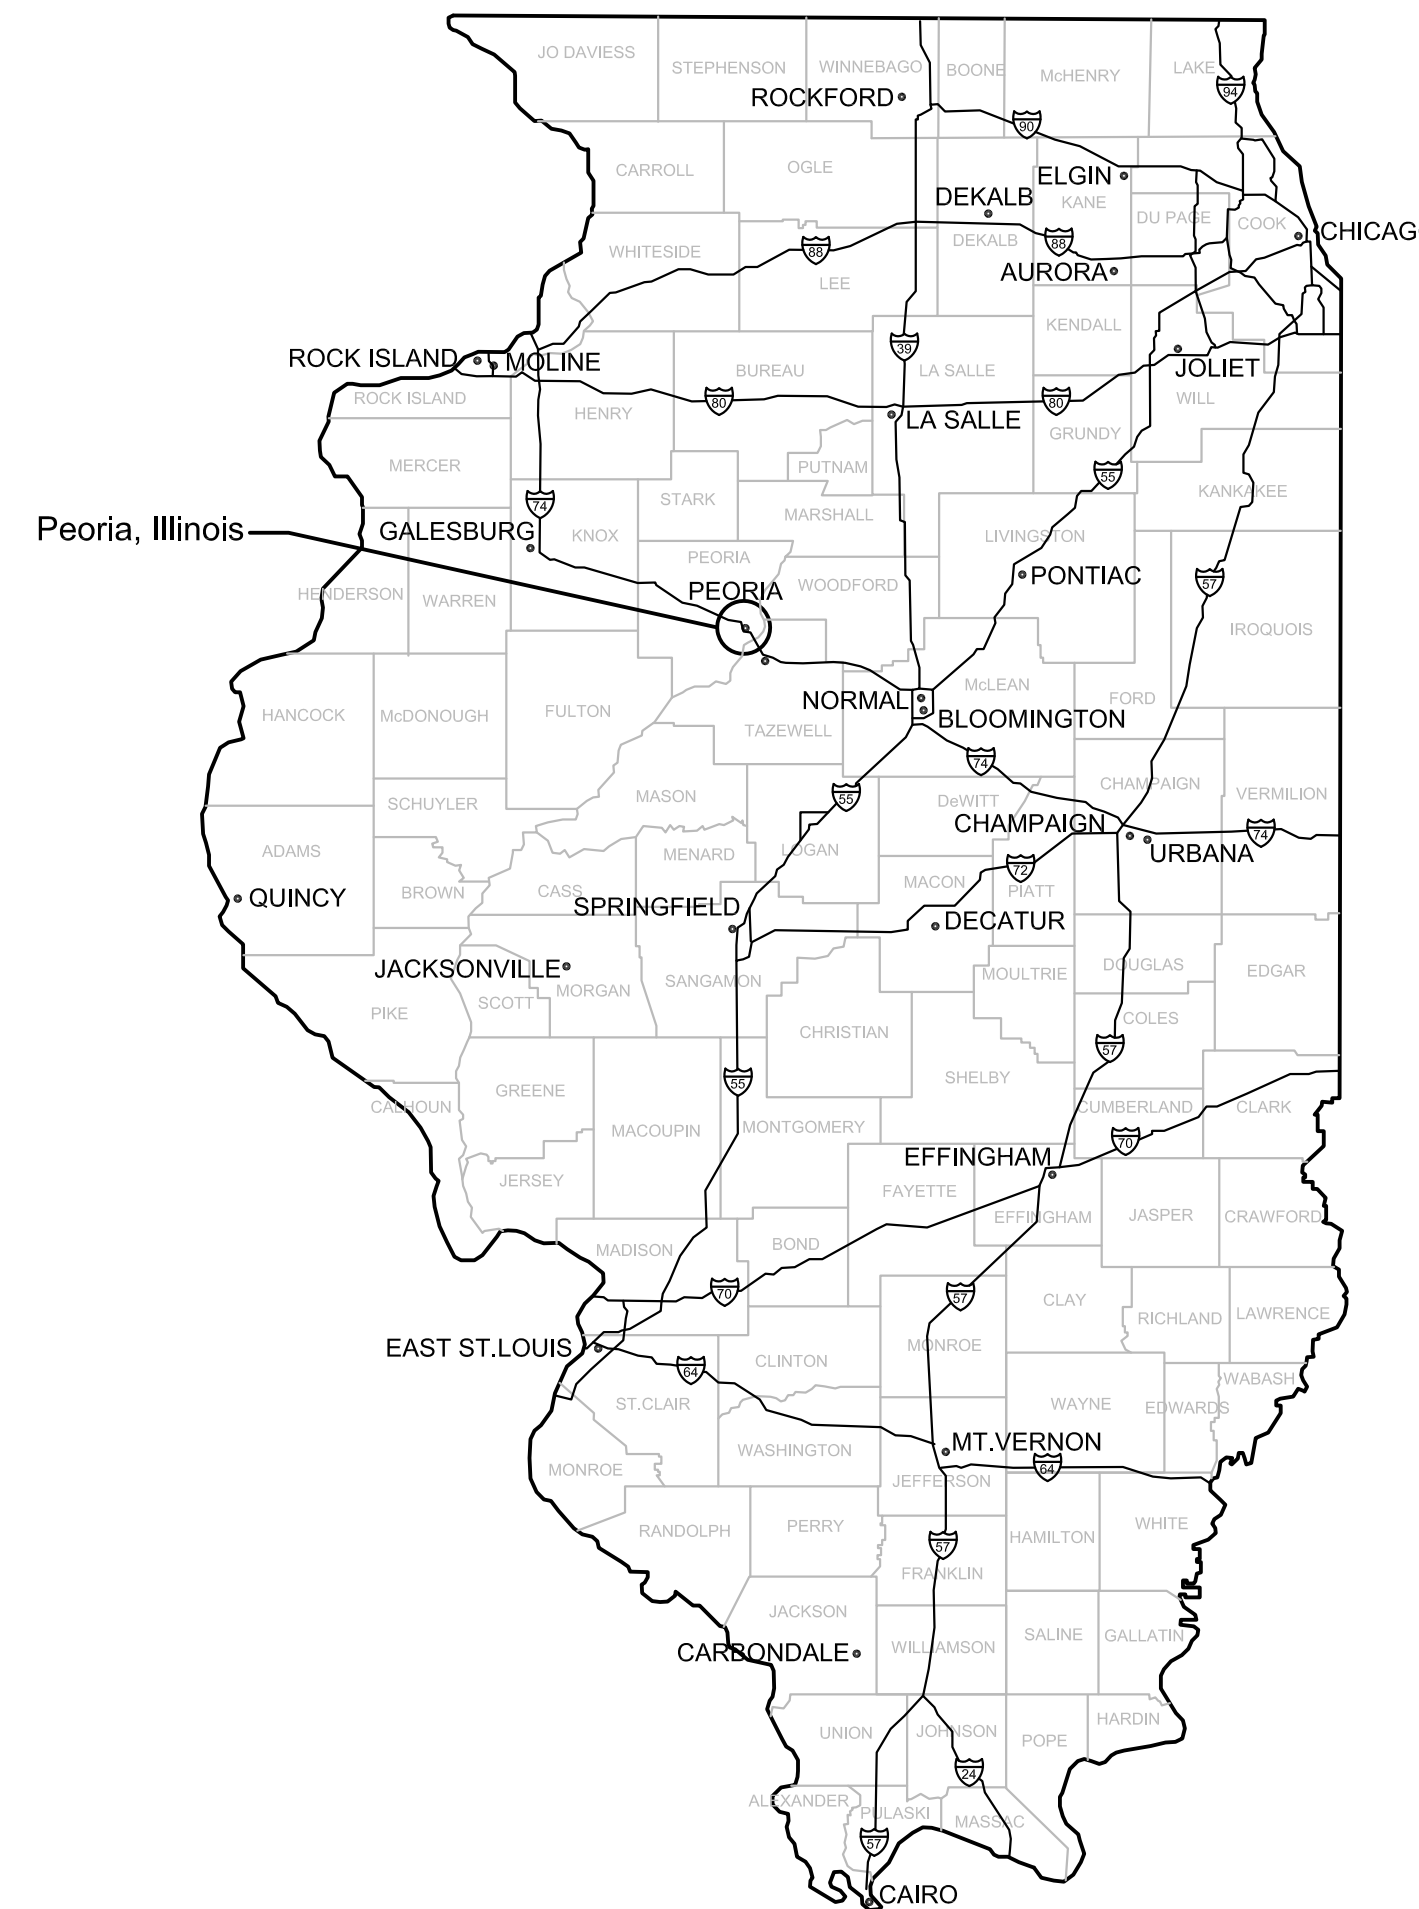 JO DAVIESS
STEPHENSON
WINNEBAGO
BOONE
McHENRY
LAKE
94
ROCKFORD
90
CARROLL
OGLE
ELGIN
DEKALB
KANE
DU PAGE
COOK
CHICAG
WHITESIDE
88
LEE
DEKALB
88
AURORA
KENDALL
39
ROCK ISLAND
MOLINE
BUREAU
LA SALLE
JOLIET
ROCK ISLAND
HENRY
80
80
WILL
LA SALLE
GRUNDY
MERCER
PUTNAM
55
KANKAKEE
74
STARK
MARSHALL
Peoria, Illinois
GALESBURG
KNOX
LIVINGSTON
PEORIA
PONTIAC
57
HENDERSON
WARREN
PEORIA
WOODFORD
IROQUOIS
McLEAN
FORD
NORMAL
BLOOMINGTON
HANCOCK
McDONOUGH
FULTON
TAZEWELL
74
CHAMPAIGN
VERMILION
SCHUYLER
MASON
55
DeWITT
CHAMPAIGN
74
URBANA
ADAMS
MENARD
LOGAN
72
MACON
PIATT
QUINCY
BROWN
CASS
SPRINGFIELD
DECATUR
JACKSONVILLE
MORGAN
SANGAMON
MOULTRIE
DOUGLAS
EDGAR
PIKE
SCOTT
CHRISTIAN
COLES
57
GREENE
55
SHELBY
CALHOUN
MACOUPIN
MONTGOMERY
CUMBERLAND
CLARK
70
EFFINGHAM
JERSEY
FAYETTE
EFFINGHAM
JASPER
CRAWFORD
MADISON
BOND
70
57
CLAY
RICHLAND
LAWRENCE
EAST ST.LOUIS
CLINTON
MONROE
64
WABASH
ST.CLAIR
WAYNE
EDWARDS
WASHINGTON
MT.VERNON
MONROE
JEFFERSON
64
RANDOLPH
PERRY
57
HAMILTON
WHITE
FRANKLIN
JACKSON
CARBONDALE
WILLIAMSON
SALINE
GALLATIN
UNION
JOHNSON
POPE
HARDIN
24
ALEXANDER
PULASKI
MASSAC
57
CAIRO